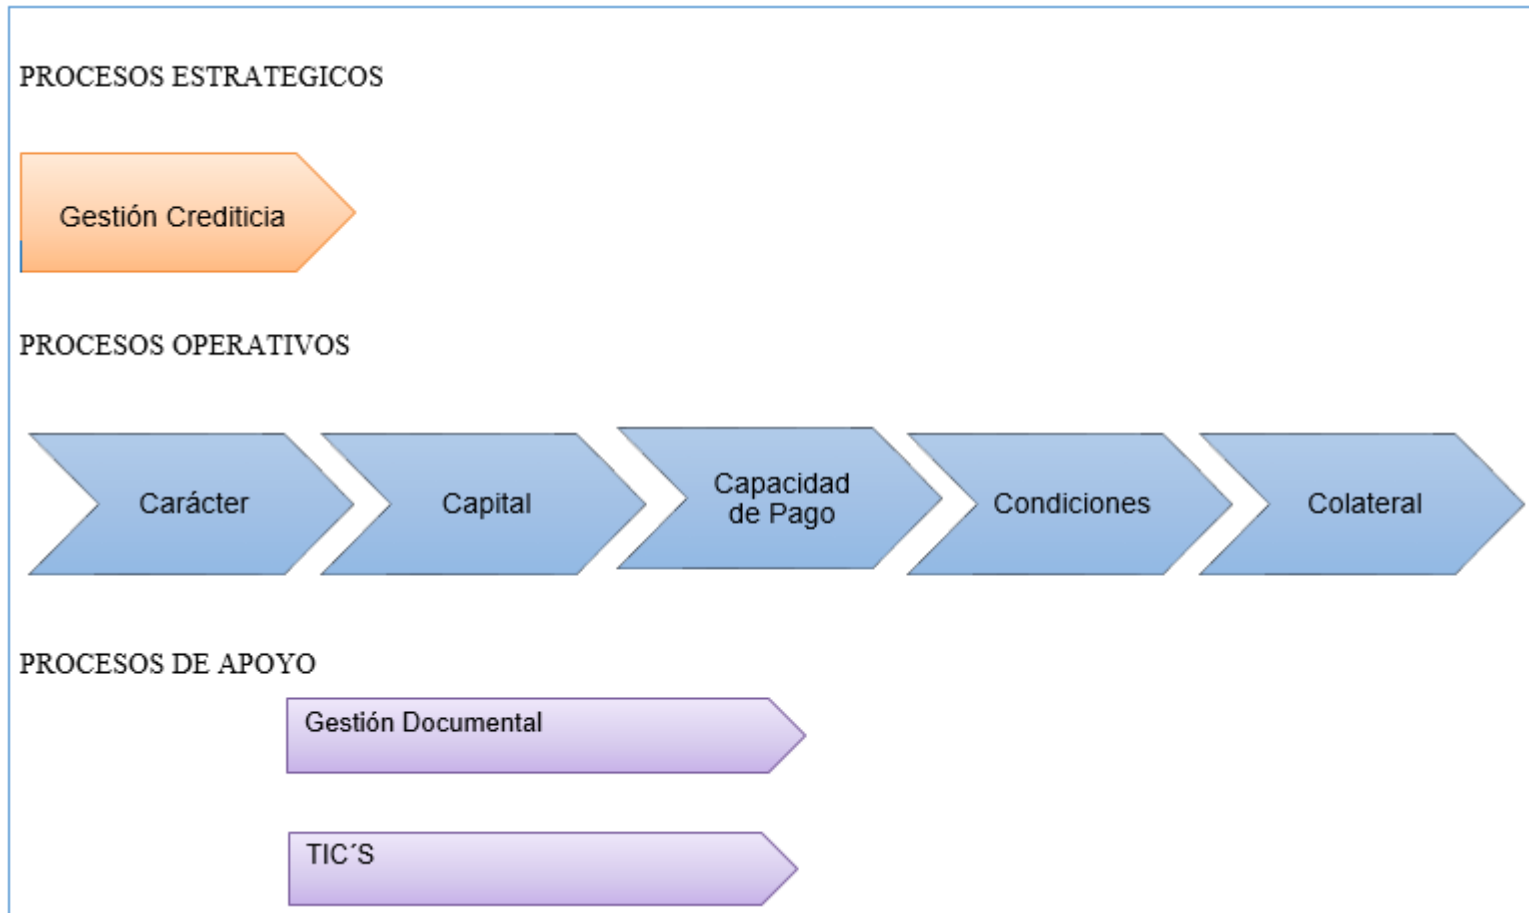 PROCESOS ESTRATEGICOS
Gestión Crediticia
PROCESOS OPERATIVOS
Carácter
Capital
Capacidad
de Pago
Condiciones
Colateral
PROCESOS DE APOYO
Gestión Documental
TIC´S